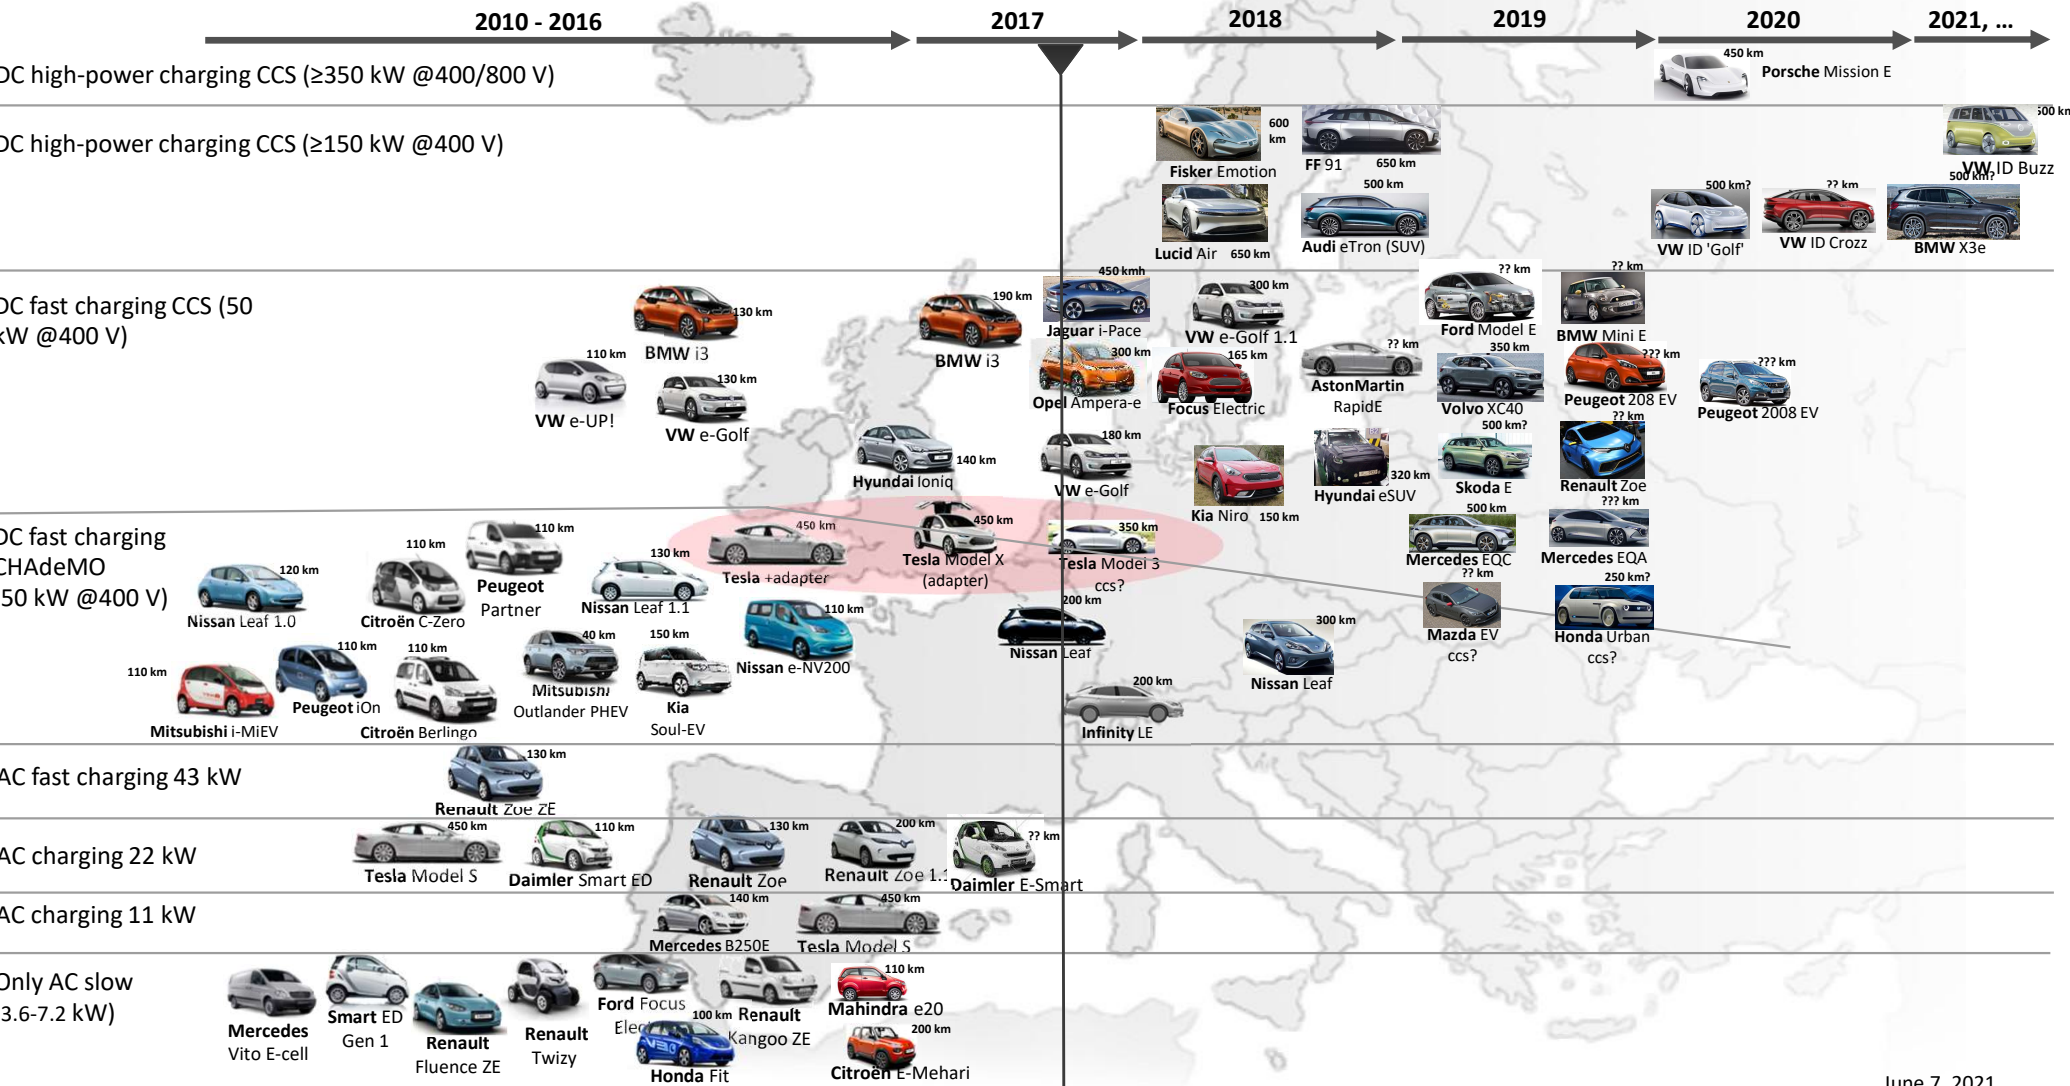 2010 - 2016
2017
2018
2019
2020
2021, ...
DC high-power charging CCS (≥350 kW @400/800 V)
450 km
Porsche Mission E
DC high-power charging CCS (≥150 kW @400 V)
600
km
Fisker Emotion
FF 91
650 km
500 km
VW ID Buzz
Lucid Air
650 km
500 km
Audi eTron (SUV)
500 km?
VW ID 'Golf'
?? km
VW ID Crozz
500 km?
BMW X3e
DC fast charging CCS (50
kW @400 V)
130 km
BMW i3
110 km
VW e-UP!
130 km
VW e-Golf
190 km
BMW i3
140 km
Hyundai Ioniq
450 kmh
Jaguar i-Pace
300 km
Opel Ampera-e
180 km
VW e-Golf
300 km
VW e-Golf 1.1
165 km
Focus Electric
Kia Niro
150 km
?? km
AstonMartin
RapidE
320 km
Hyundai eSUV
?? km
Ford Model E
350 km
Volvo XC40
500 km?
Skoda E
500 km
Mercedes EQC
?? km
BMW Mini E
??? km
Peugeot 208 EV
?? km
Renault Zoe
??? km
Mercedes EQA
??? km
Peugeot 2008 EV
DC fast charging
CHAdeMO
(50 kW @400 V)
120 km
Nissan Leaf 1.0
110 km
Citroën C-Zero
110 km
Peugeot
Partner
130 km
Nissan Leaf 1.1
450 km
Tesla +adapter
450 km
Tesla Model X
(adapter)
350 km
Tesla Model 3
ccs?
110 km
Mitsubishi i-MiEV
110 km
Peugeot iOn
110 km
Citroën Berlingo
40 km
Mitsubishi
Outlander PHEV
150 km
Kia
Soul-EV
110 km
Nissan e-NV200
200 km
Nissan Leaf
200 km
Infinity LE
300 km
Nissan Leaf
?? km
Mazda EV
ccs?
250 km?
Honda Urban
ccs?
AC fast charging 43 kW
130 km
Renault Zoe ZE
AC charging 22 kW
450 km
Tesla Model S
110 km
Daimler Smart ED
130 km
Renault Zoe
200 km
Renault Zoe 1.1
?? km
Daimler E-Smart
AC charging 11 kW
140 km
Mercedes B250E
450 km
Tesla Model S
Only AC slow
(3.6-7.2 kW)
Mercedes
Vito E-cell
Smart ED
Gen 1
Renault
Fluence ZE
Renault
Twizy
Ford Focus
Elect
100 km
Honda Fit
Renault
Kangoo ZE
110 km
Mahindra e20
200 km
Citroën E-Mehari
June 7, 2021